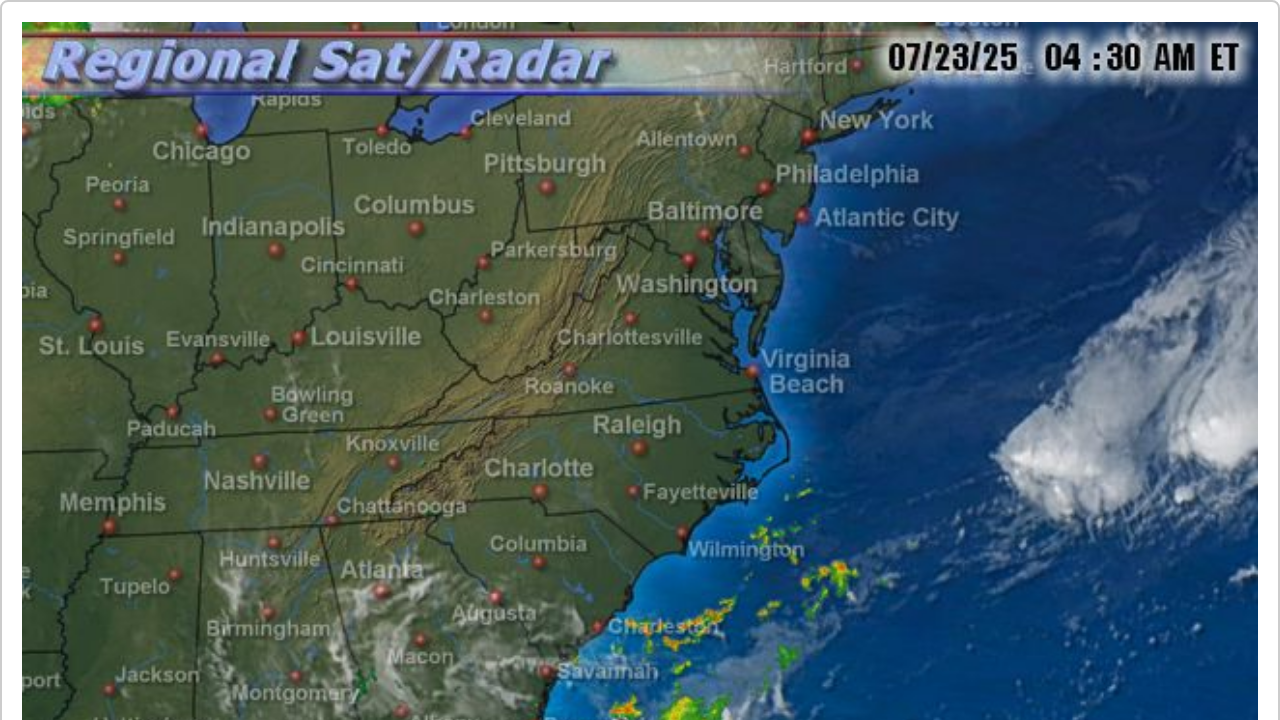 London
Boston
Regional Sat/Radar
07/23/25 04 :30 AM ET
Hartford
Rapids
Cleveland
New York
Chicago
Toledo
Allentown
Pittsburgh
Philadelphia
Peoria
Columbus
Baltimore
Atlantic City
Springfield
Indianapolis
Parkersburg
Cincinnati
Washington
Charleston
St. Louis
Evansville
Louisville
Charlottesville
Virginia
Beach
Roanoke
Bowling
Green
Paducah
Raleigh
Knoxville
Nashville
Charlotte
Fayetteville
Memphis
Chattanooga
Columbia
Wilmington
Huntsville
Atlanta
Tupelo
Augusta
Birmingham
Charleston
Macon
Savannah
Jackson
port
Montgomery